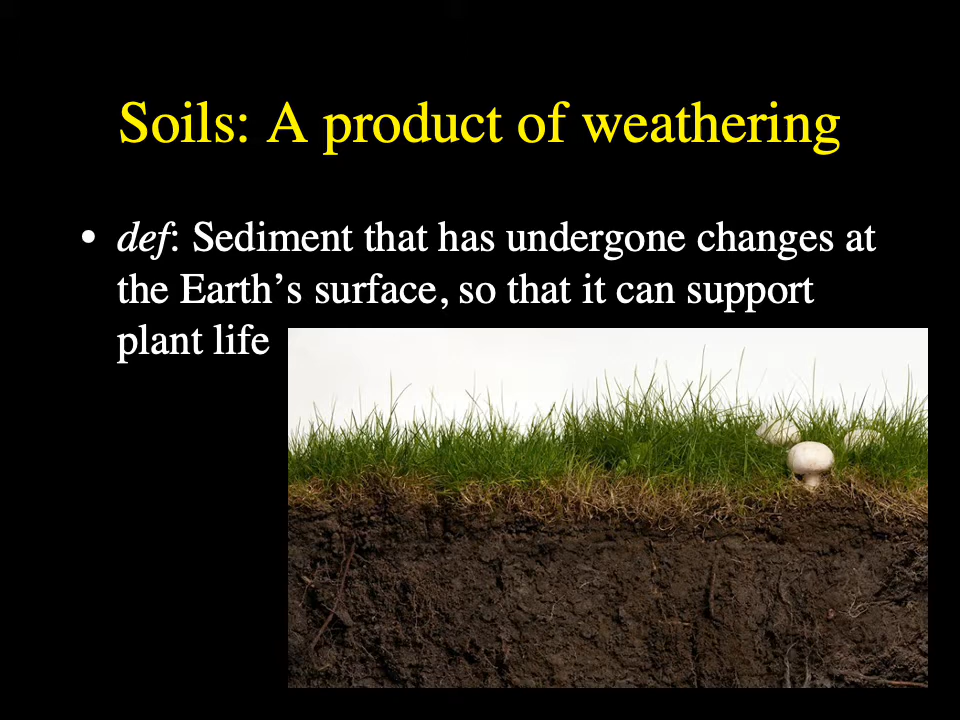 Soils: A product of weathering
• def: Sediment that has undergone changes at
the Earth’s surface, so that it can support
plant life